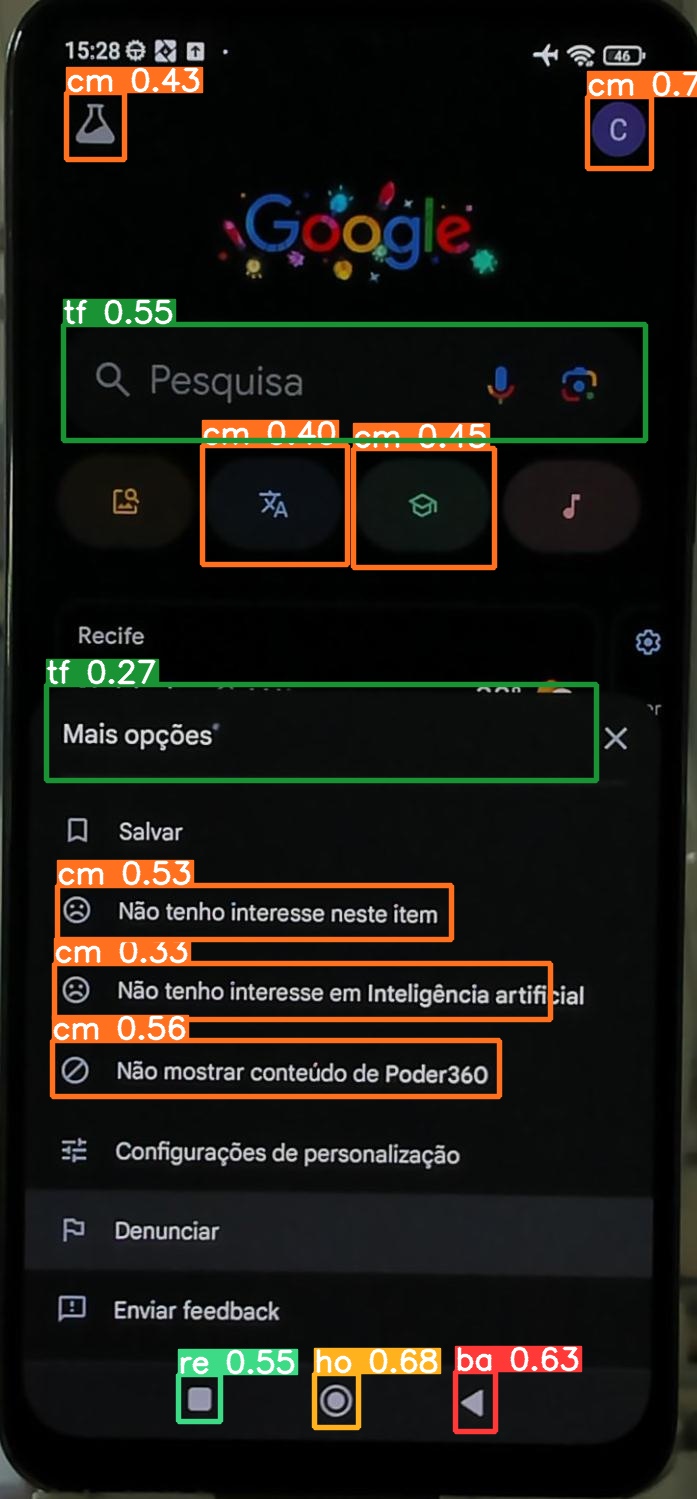 15:28
46
cm 0.43
cm 0.7
C
Google
tf 0.55
Pesquisa
cm 0.40
cm 0.45
Recife
tf 0.27
Mais opções
Salvar
cm 0.53
Não tenho interesse neste item
cm 0.33
Não tenho interesse em Inteligência artificial
cm 0.56
Não mostrar conteúdo de Poder360
Configurações de personalização
Denunciar
Enviar feedback
re 0.55
ho 0.68
ba 0.63